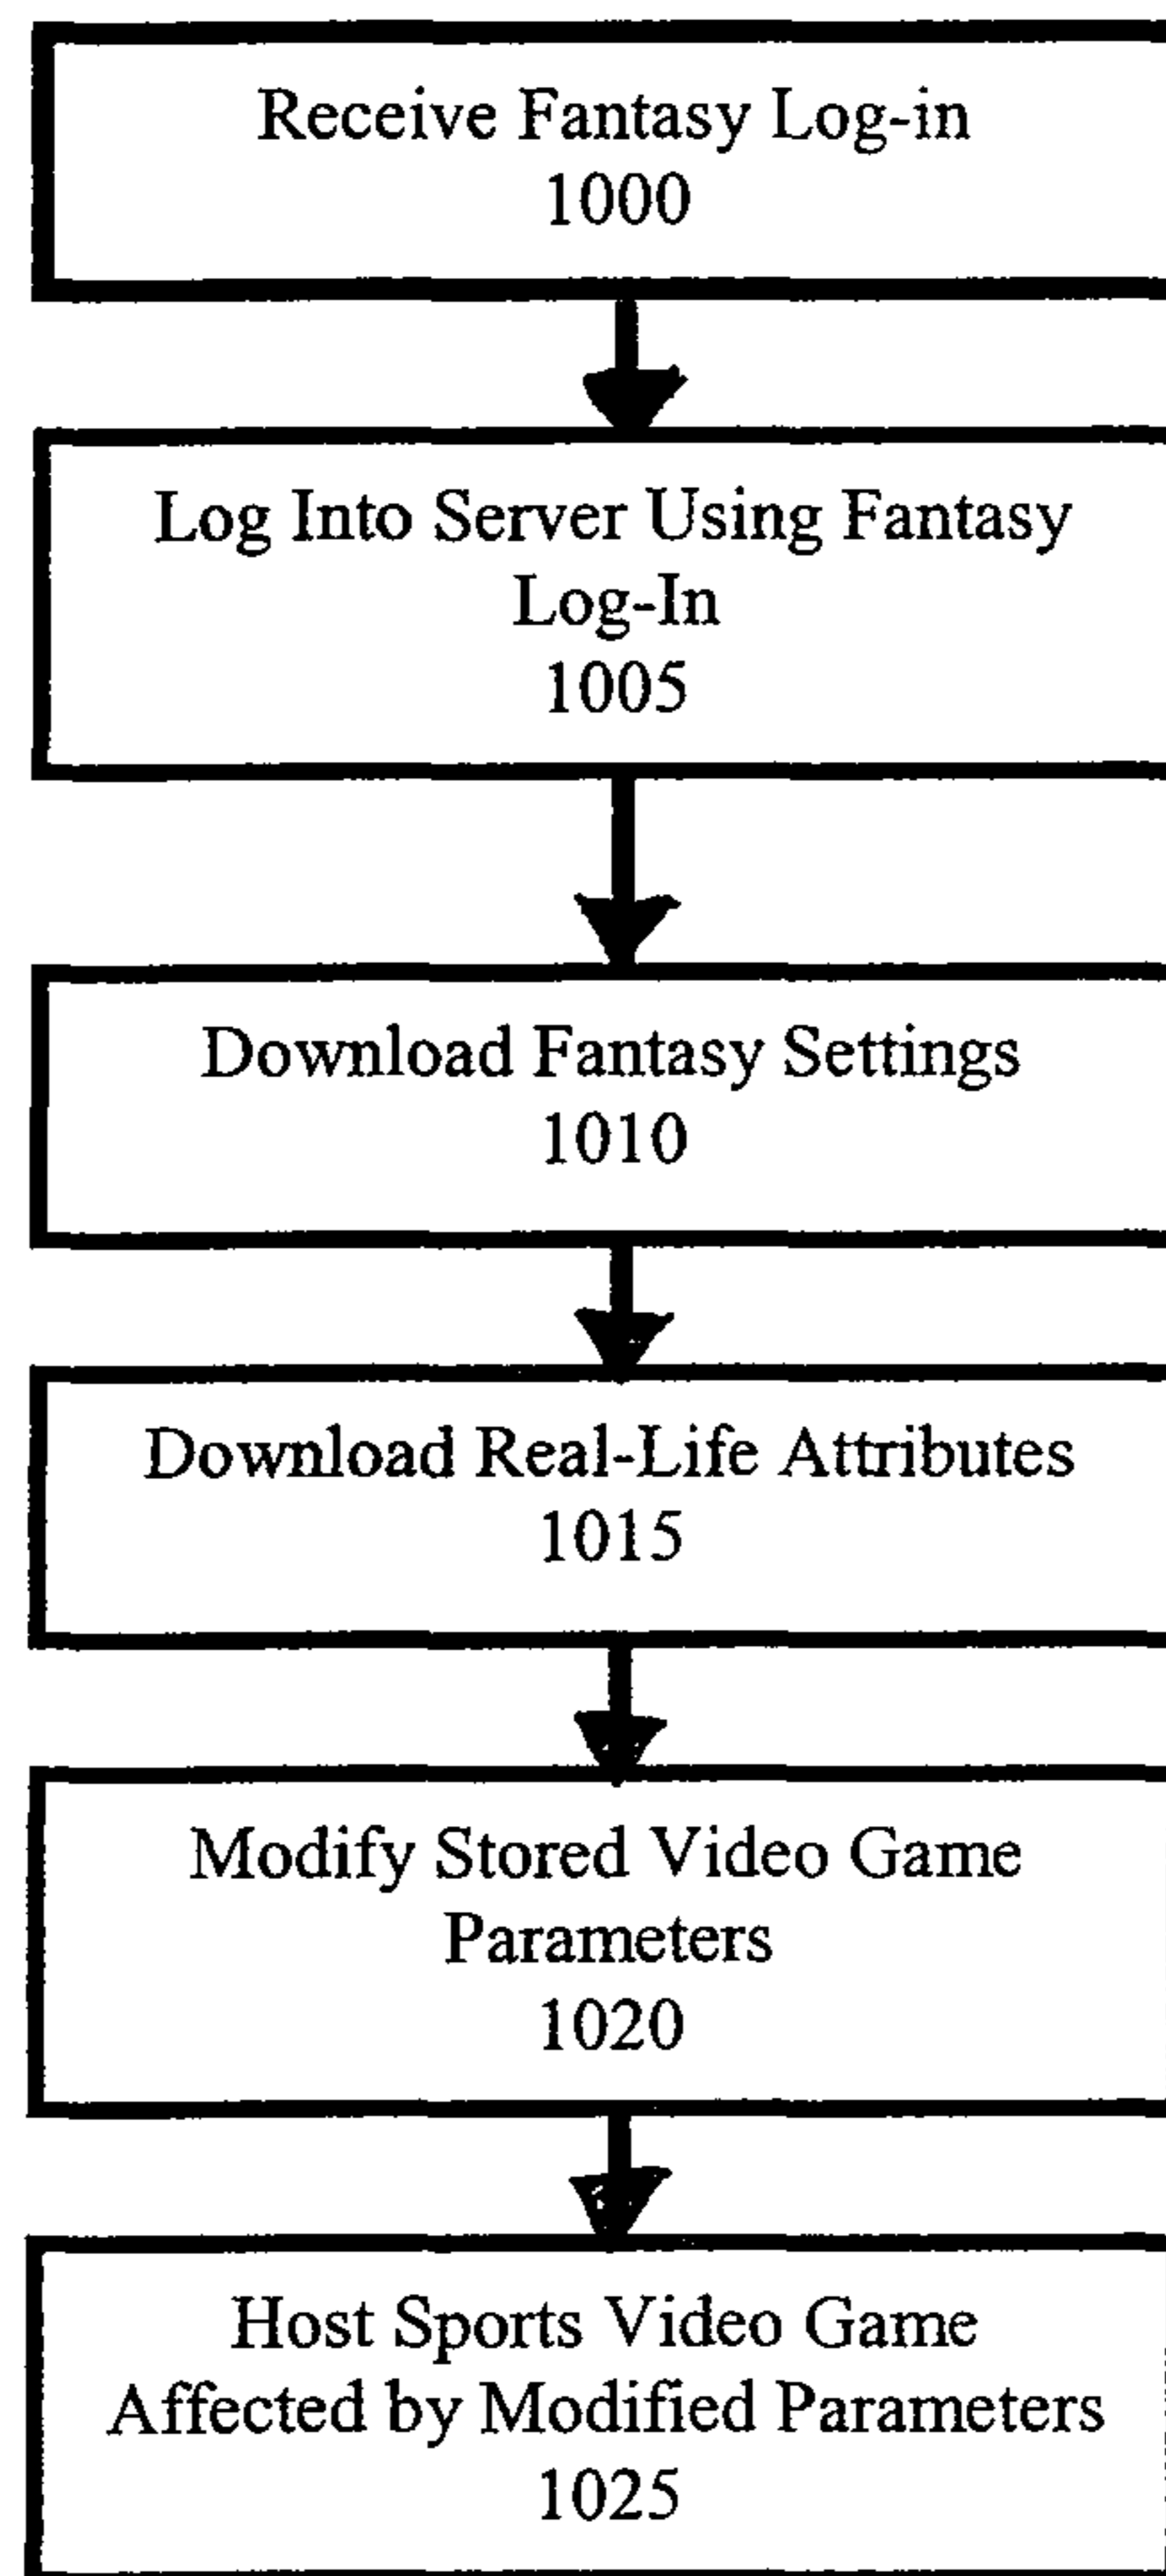 Receive Fantasy Log-in
1000
Log Into Server Using Fantasy
Log-In
1005
Download Fantasy Settings
1010
Download Real-Life Attributes
1015
Modify Stored Video Game
Parameters
1020
Host Sports Video Game
Affected by Modified Parameters
1025